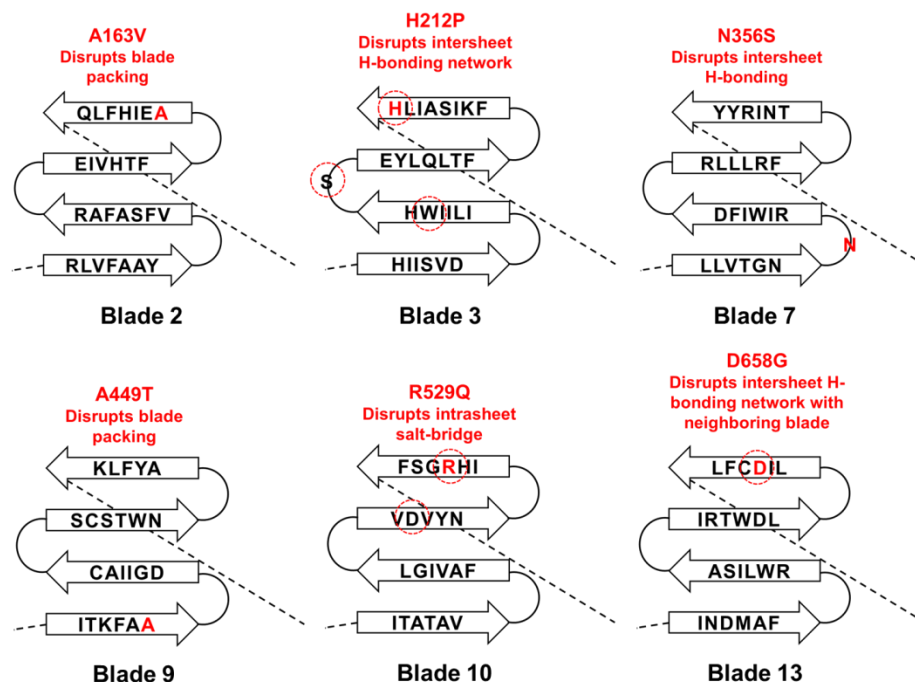 A163V
Disrupts blade
packing
QLFHIEA
EIVHTF
RAFASFV
RLVFAAY
Blade 2
H212P
Disrupts intersheet
H-bonding network
HLIASIKF
EYLQLTF
S
HWIILI
HIISVD
Blade 3
N356S
Disrupts intersheet
H-bonding
YYRINT
RLLLRF
DFIWIR
N
LLVTGN
Blade 7
A449T
Disrupts blade
packing
KLFYA
SCSTWN
CAIIGD
ITKFAA
Blade 9
R529Q
Disrupts intrasheet
salt-bridge
FSGRHI
VDVYN
LGIVAF
ITATAV
Blade 10
D658G
Disrupts intersheet H-
bonding network with
neighboring blade
LFCDIL
IRTWDL
ASILWR
INDMAF
Blade 13